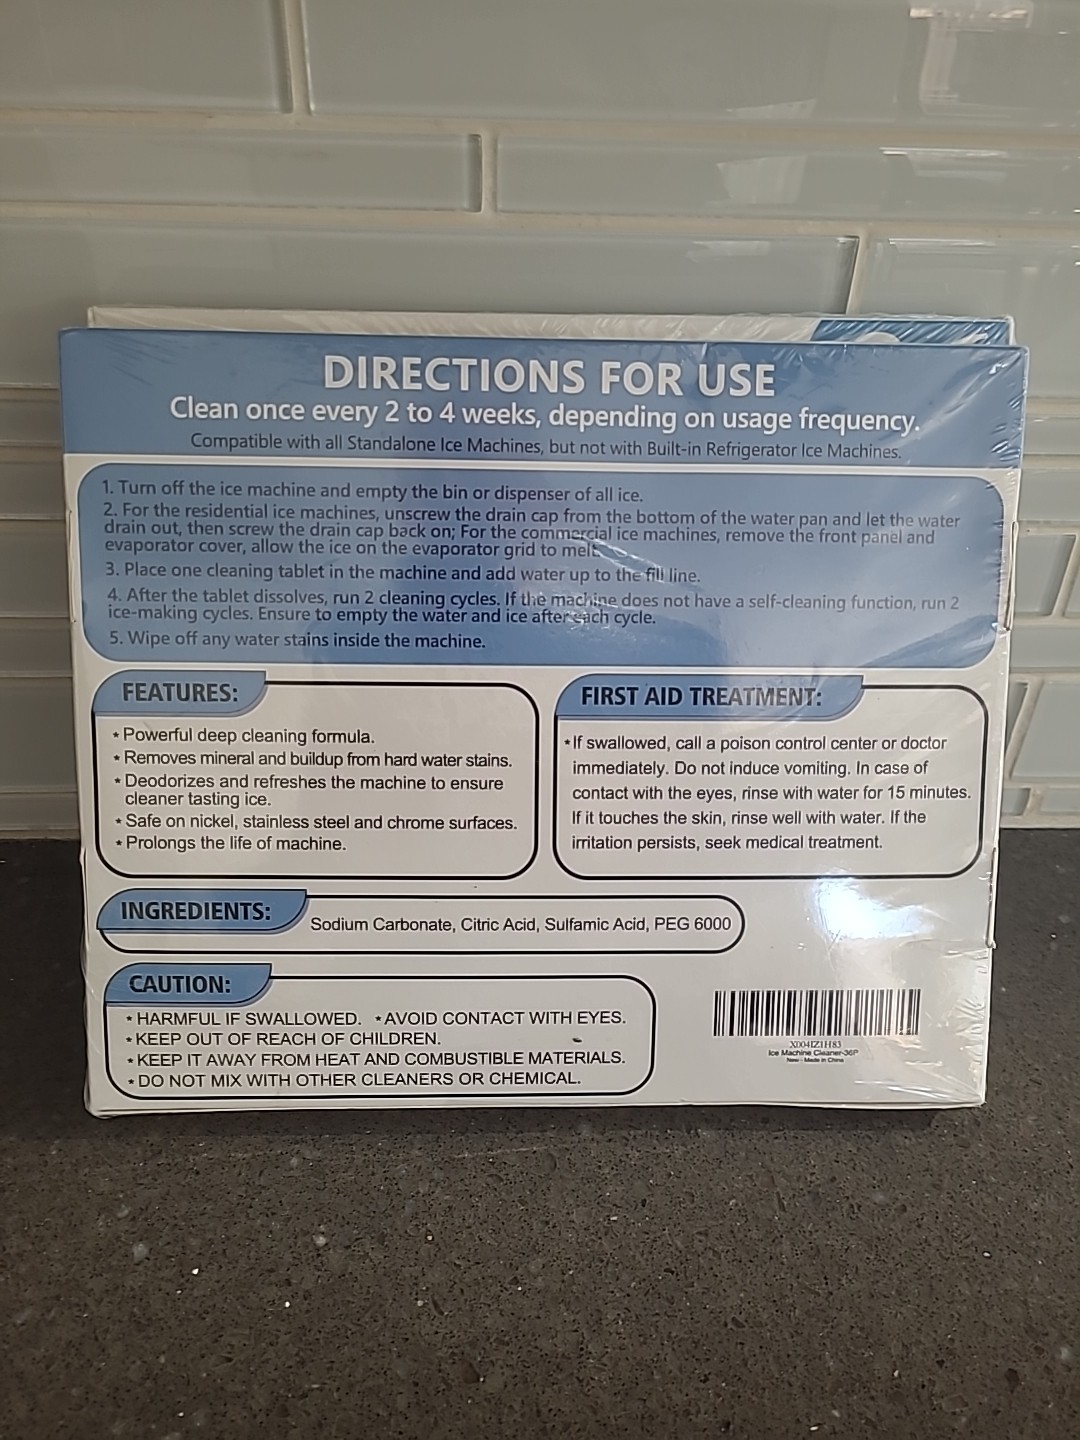 DIRECTIONS FOR USE
Clean once every 2 to 4 weeks, depending on usage frequency.
Compatible with all Standalone Ice Machines, but not with Built-in Refrigerator Ice Machines.
1. Turn off the ice machine and empty the bin or dispenser of all ice.
2. For the residential ice machines, unscrew the drain cap from the bottom of the water pan and let the water
drain out, then screw the drain cap back on; For the commercial ice machines, remove the front panel and
evaporator cover, allow the ice on the evaporator grid to melt.
3. Place one cleaning tablet in the machine and add water up to the fill line.
4. After the tablet dissolves, run 2 cleaning cycles. If the machine does not have a self-cleaning function, run 2
ice-making cycles. Ensure to empty the water and ice after each cycle.
5. Wipe off any water stains inside the machine.
FEATURES:
* Powerful deep cleaning formula.
* Removes mineral and buildup from hard water stains.
* Deodorizes and refreshes the machine to ensure
cleaner tasting ice.
* Safe on nickel, stainless steel and chrome surfaces.
* Prolongs the life of machine.
FIRST AID TREATMENT:
* If swallowed, call a poison control center or doctor
immediately. Do not induce vomiting. In case of
contact with the eyes, rinse with water for 15 minutes.
If it touches the skin, rinse well with water. If the
irritation persists, seek medical treatment.
INGREDIENTS:
Sodium Carbonate, Citric Acid, Sulfamic Acid, PEG 6000
CAUTION:
* HARMFUL IF SWALLOWED. * AVOID CONTACT WITH EYES.
* KEEP OUT OF REACH OF CHILDREN.
* KEEP IT AWAY FROM HEAT AND COMBUSTIBLE MATERIALS.
* DO NOT MIX WITH OTHER CLEANERS OR CHEMICAL.
X004IZ1H83
Ice Machine Cleaner-36P
New - Made in China